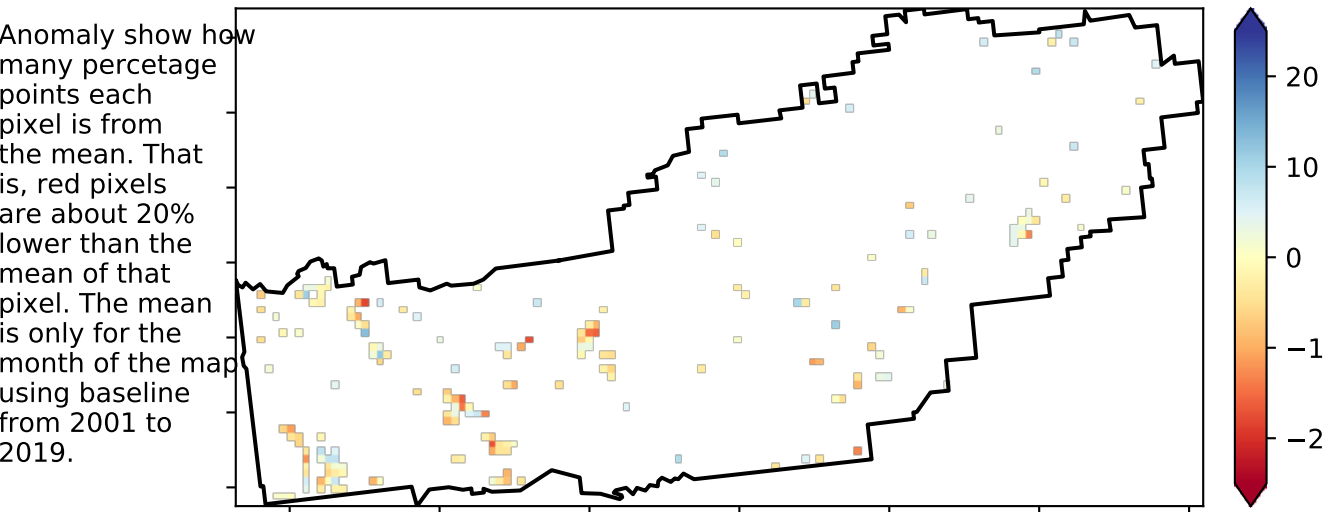 Anomaly show how
many percetage
points each
pixel is from
the mean. That
is, red pixels
are about 20%
lower than the
mean of that
pixel. The mean
is only for the
month of the map
using baseline
from 2001 to
2019.
20
10
0
−1
−2